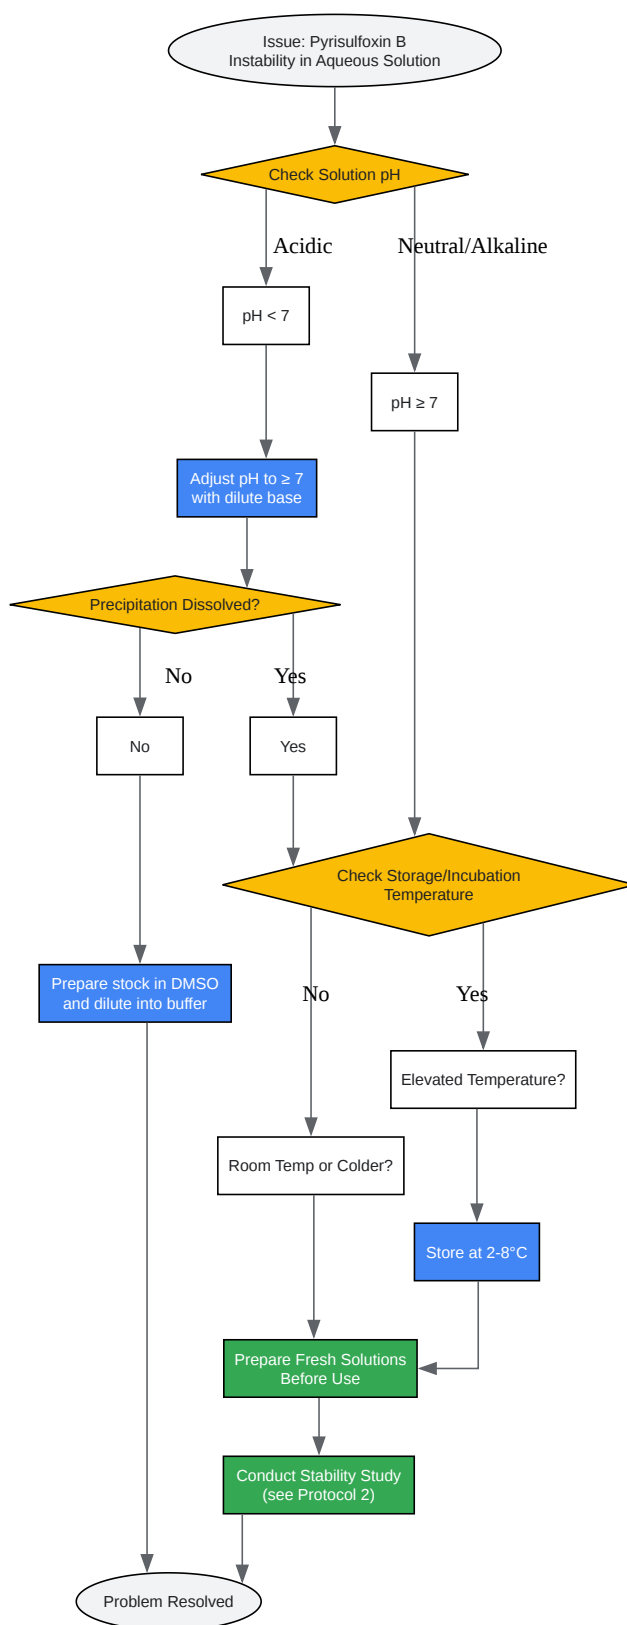 Issue: Pyrisulfoxin B
Instability in Aqueous Solution
Check Solution pH
Acidic
Neutral/Alkaline
pH < 7
pH ≥ 7
Adjust pH to ≥ 7
with dilute base
Precipitation Dissolved?
No
Yes
No
Yes
Check Storage/Incubation
Temperature
Prepare stock in DMSO
and dilute into buffer
No
Yes
Elevated Temperature?
Room Temp or Colder?
Store at 2-8°C
Prepare Fresh Solutions
Before Use
Conduct Stability Study
(see Protocol 2)
Problem Resolved